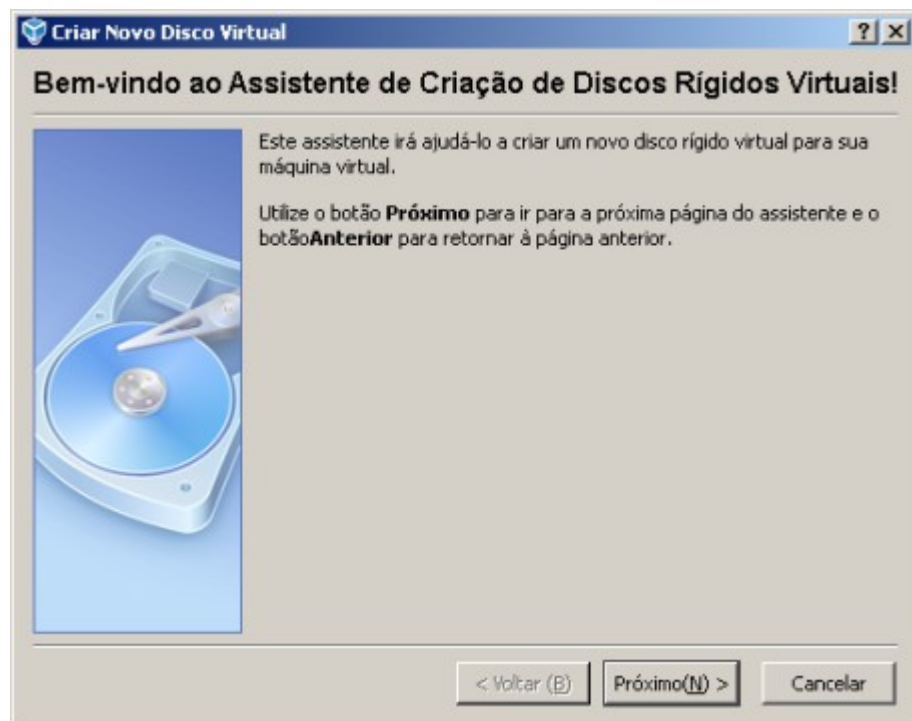 Criar Novo Disco Virtual
Bem-vindo ao Assistente de Criação de Discos Rígidos Virtuais!
Este assistente irá ajudá-lo a criar um novo disco rígido virtual para sua
máquina virtual.
Utilize o botão Próximo para ir para a próxima página do assistente e o
botãoAnterior para retornar à página anterior.
< Voltar (B)
Próximo(N) >
Cancelar